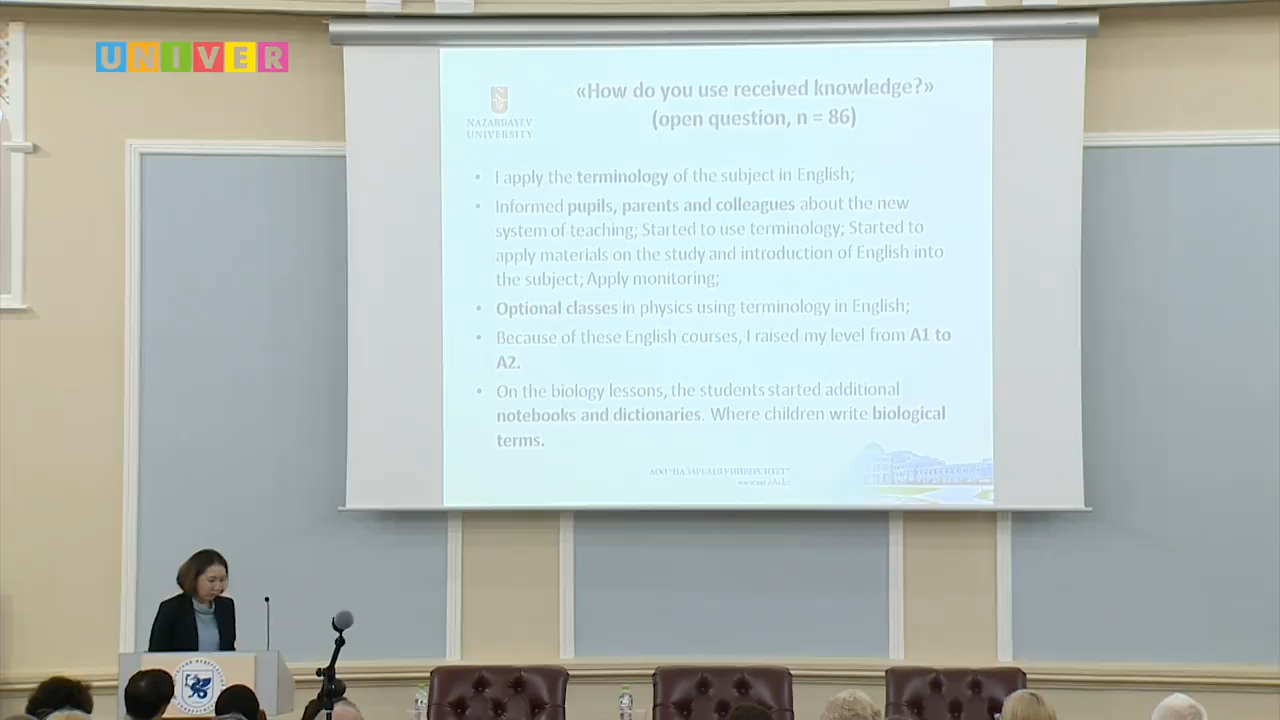 UNIVER
NAZARBAYEV
UNIVERSITY
«How do you use received knowledge?»
(open question, n = 86)
• I apply the terminology of the subject in English;
• Informed pupils, parents and colleagues about the new
system of teaching; Started to use terminology; Started to
apply materials on the study and introduction of English into
the subject; Apply monitoring;
• Optional classes in physics using terminology in English;
• Because of these English courses, I raised my level from A1 to
A2.
• On the biology lessons, the students started additional
notebooks and dictionaries. Where children write biological
terms.
АОО "НАЗАРБАЕВ УНИВЕРСИТЕТ"